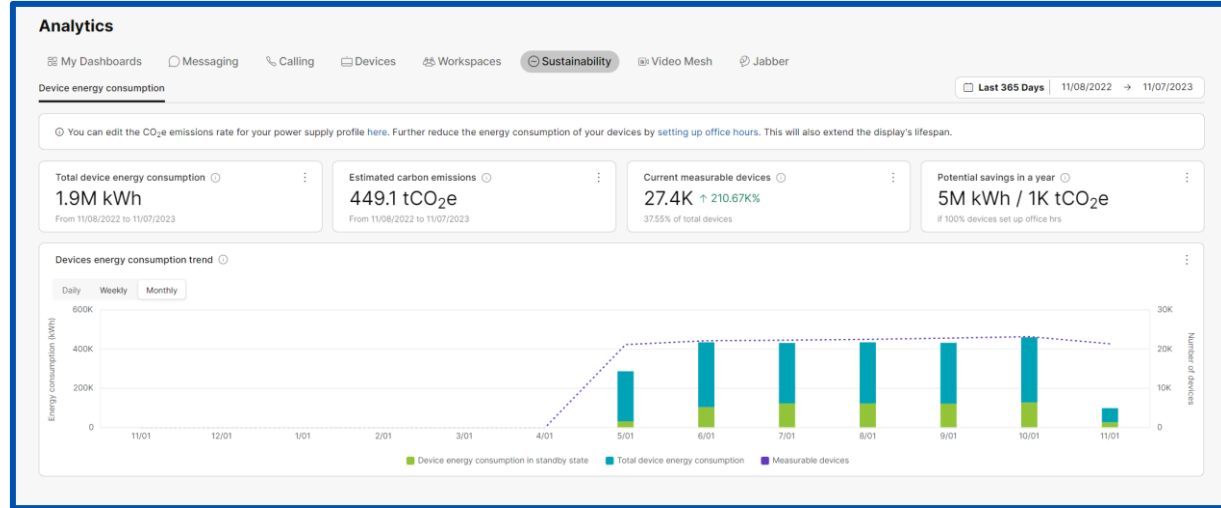 Analytics
My Dashboards Messaging Calling Devices Workspaces Sustainability Video Mesh Jabber
Device energy consumption Last 365 Days 11/08/2022 → 11/07/2023
You can edit the CO₂e emissions rate for your power supply profile here. Further reduce the energy consumption of your devices by setting up office hours. This will also extend the display's lifespan.
Total device energy consumption
1.9M kWh
From 11/08/2022 to 11/07/2023
Estimated carbon emissions
449.1 tCO₂e
From 11/08/2022 to 11/07/2023
Current measurable devices
27.4K ↑ 210.67K%
37.55% of total devices
Potential savings in a year
5M kWh / 1K tCO₂e
if 100% devices set up office hrs
Devices energy consumption trend
Daily Weekly Monthly
Energy consumption (kWh)
600K
400K
200K
0
30K
20K
10K
0
Number of devices
11/01 12/01 1/01 2/01 3/01 4/01 5/01 6/01 7/01 8/01 9/01 10/01 11/01
Device energy consumption in standby state Total device energy consumption Measurable devices